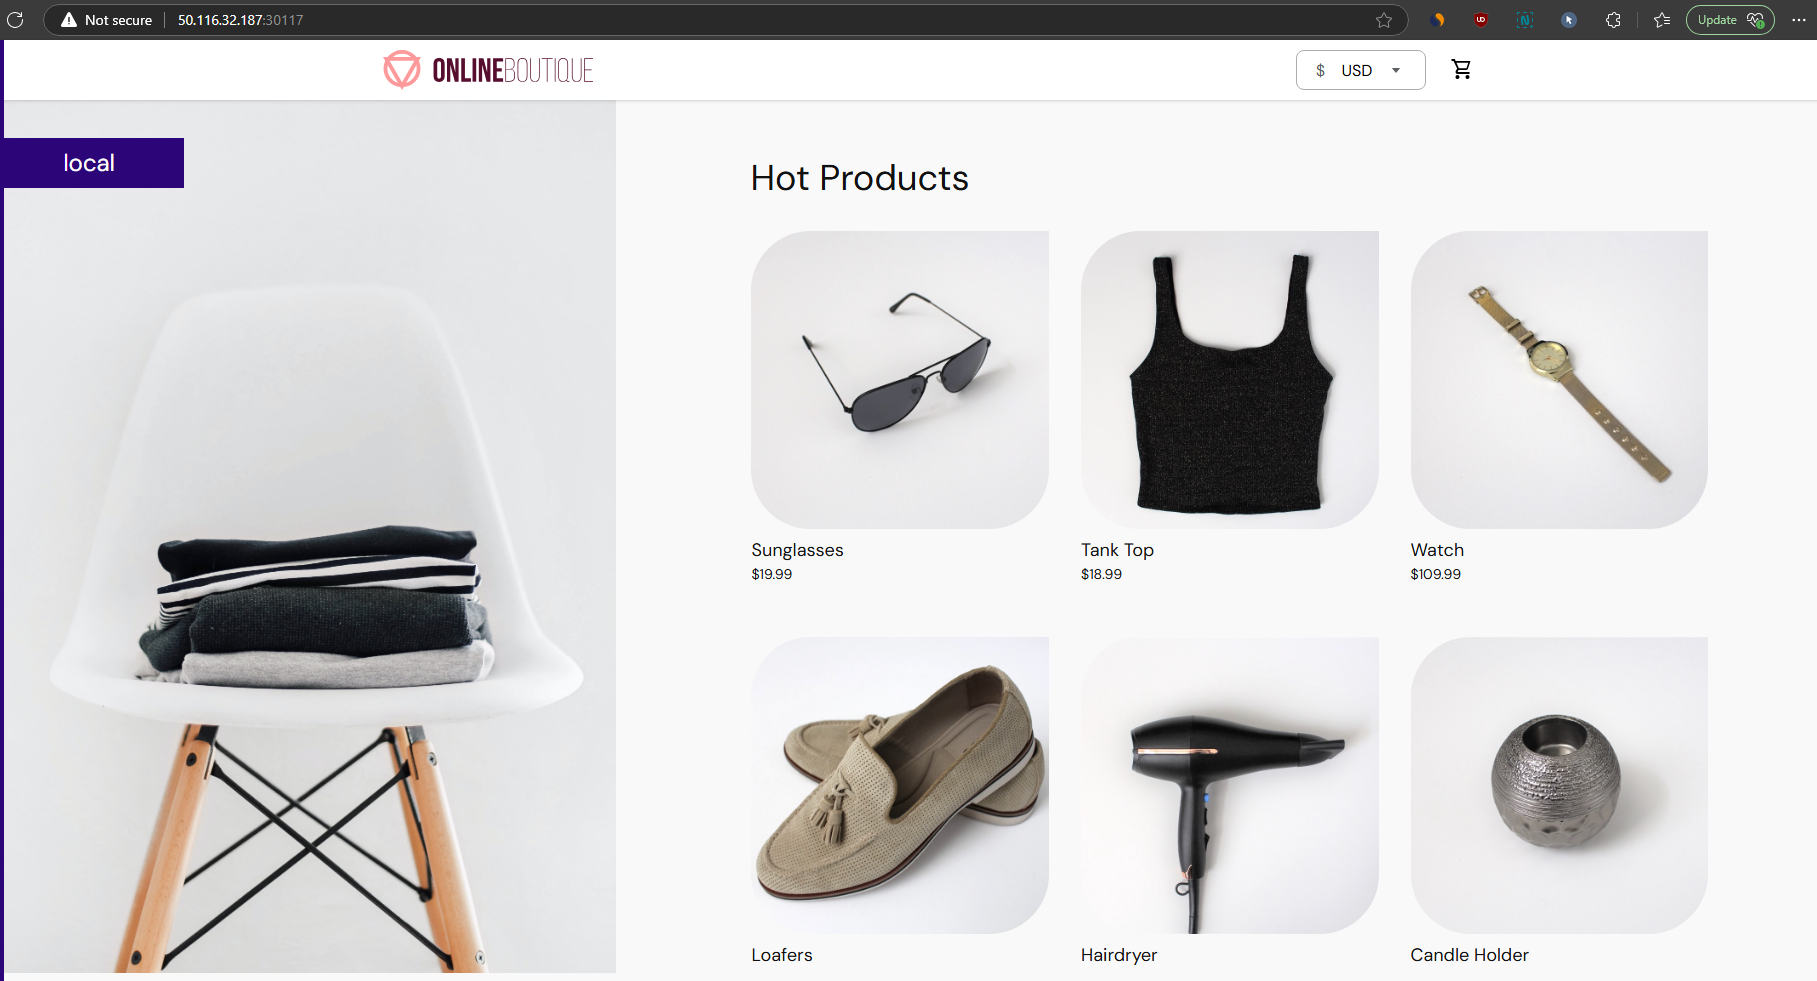 Not secure 50.116.32.187:30117
Update
ONLINEBOUTIQUE
$ USD
local
Hot Products
Sunglasses
$19.99
Tank Top
$18.99
Watch
$109.99
Loafers
Hairdryer
Candle Holder